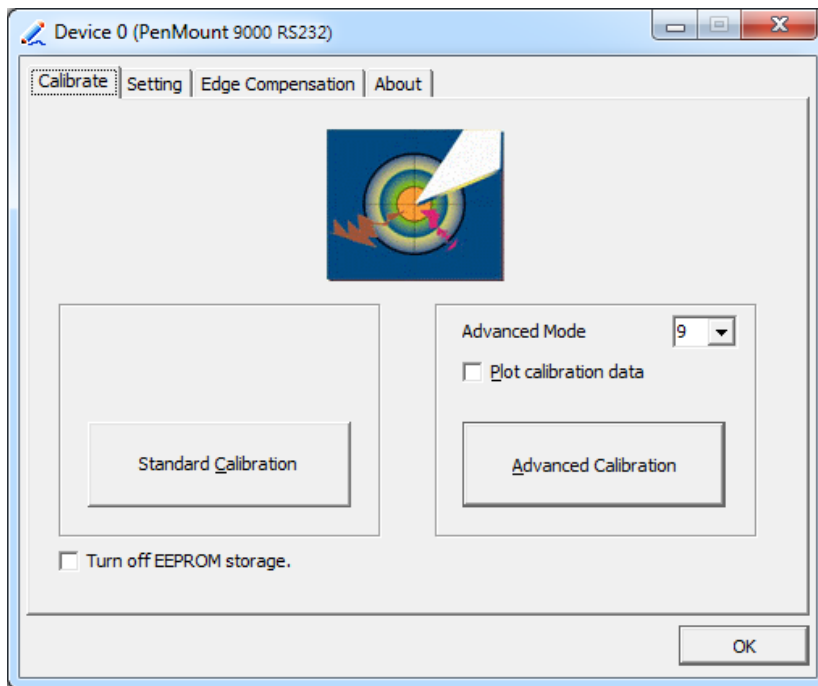 Device 0 (PenMount 9000 RS232)
Calibrate Setting Edge Compensation About
Advanced Mode 9
Plot calibration data
Standard Calibration
Advanced Calibration
Turn off EEPROM storage.
OK